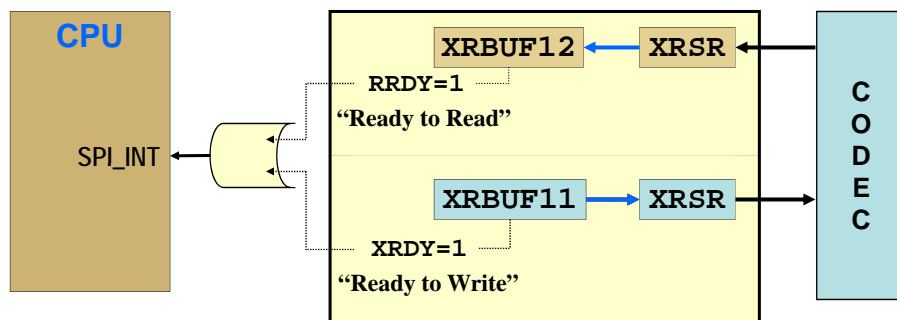 CPU
XRBUF12
XRSR
RRDY=1
“Ready to Read”
SPI_INT
XRBUF11
XRSR
XRDY=1
“Ready to Write”
C
O
D
E
C